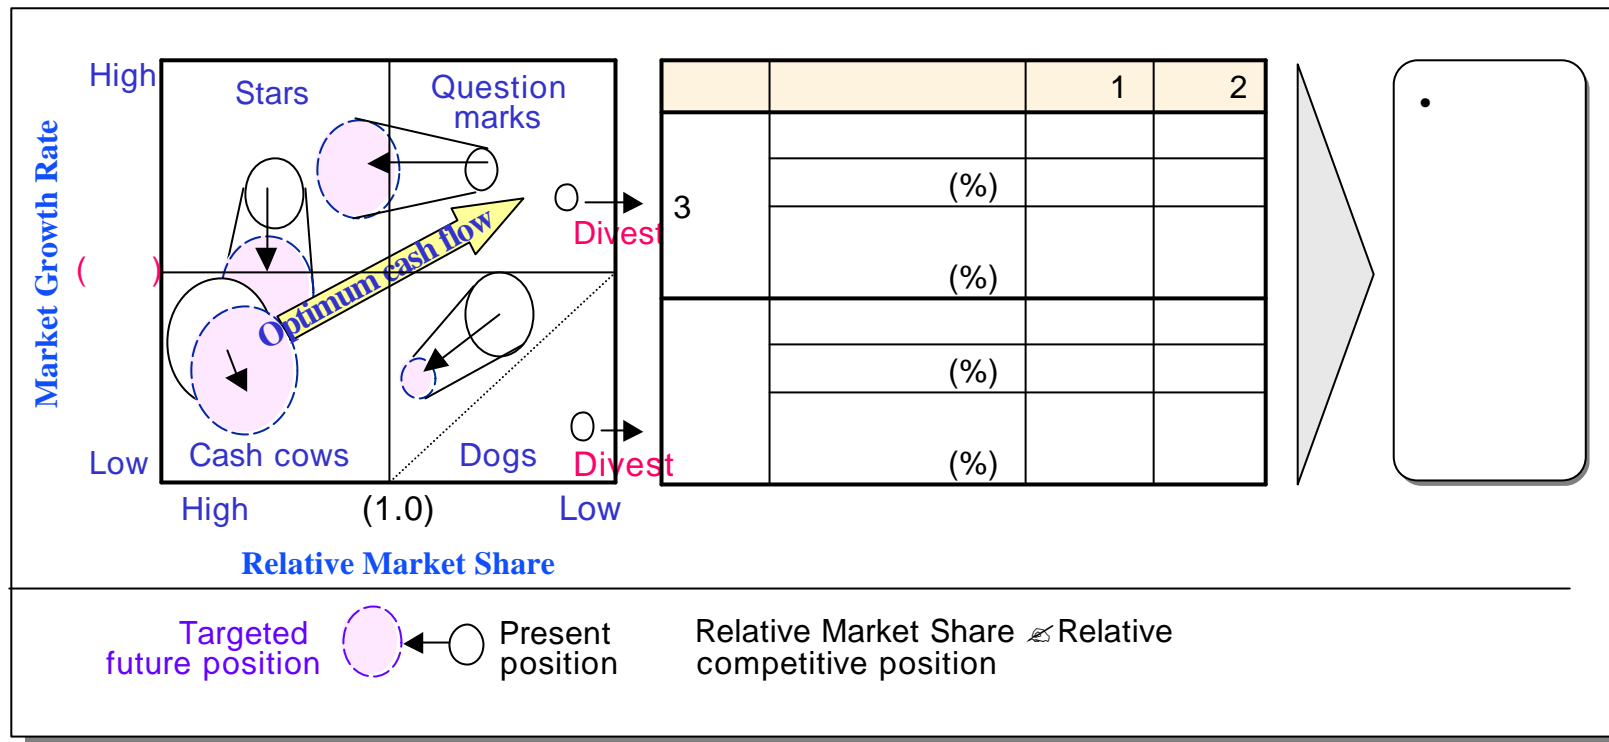 High
Stars
Question
marks
Market Growth Rate
(        )
Optimum cash flow
Divest
Cash cows
Dogs
Divest
Low
High
(1.0)
Low
Relative Market Share
1
2
3
(%)
(%)
(%)
(%)
•
Targeted
future position
Present
position
Relative Market Share ✍ Relative
competitive position